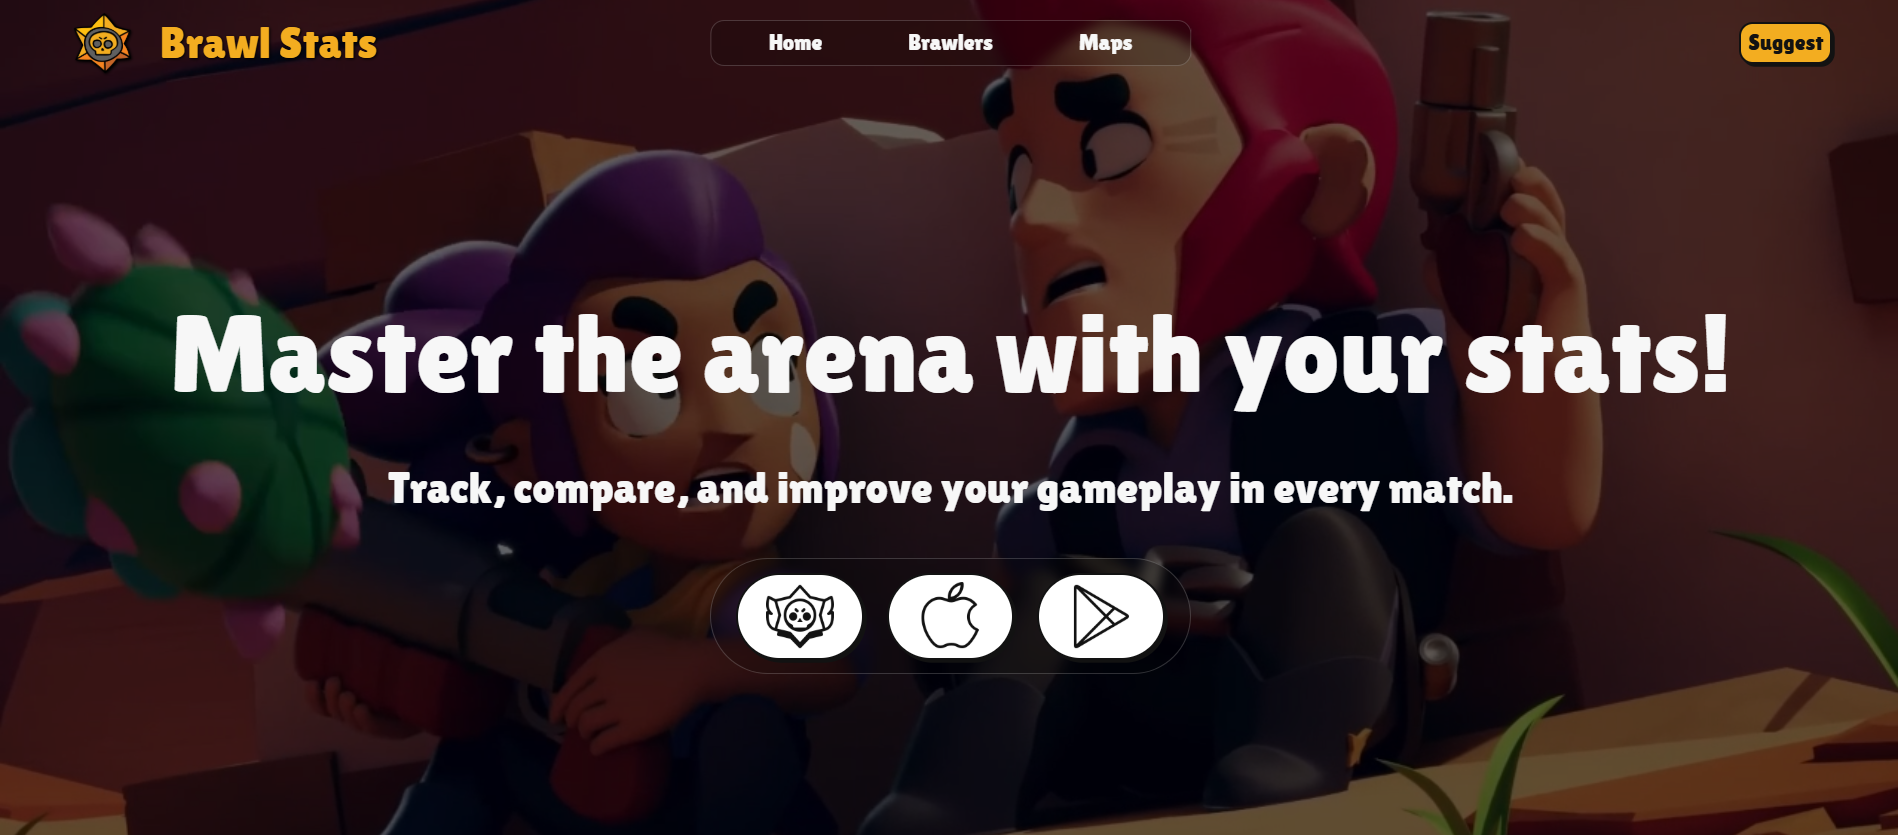 Brawl Stats
Home Brawlers Maps
Suggest
Master the arena with your stats!
Track, compare, and improve your gameplay in every match.